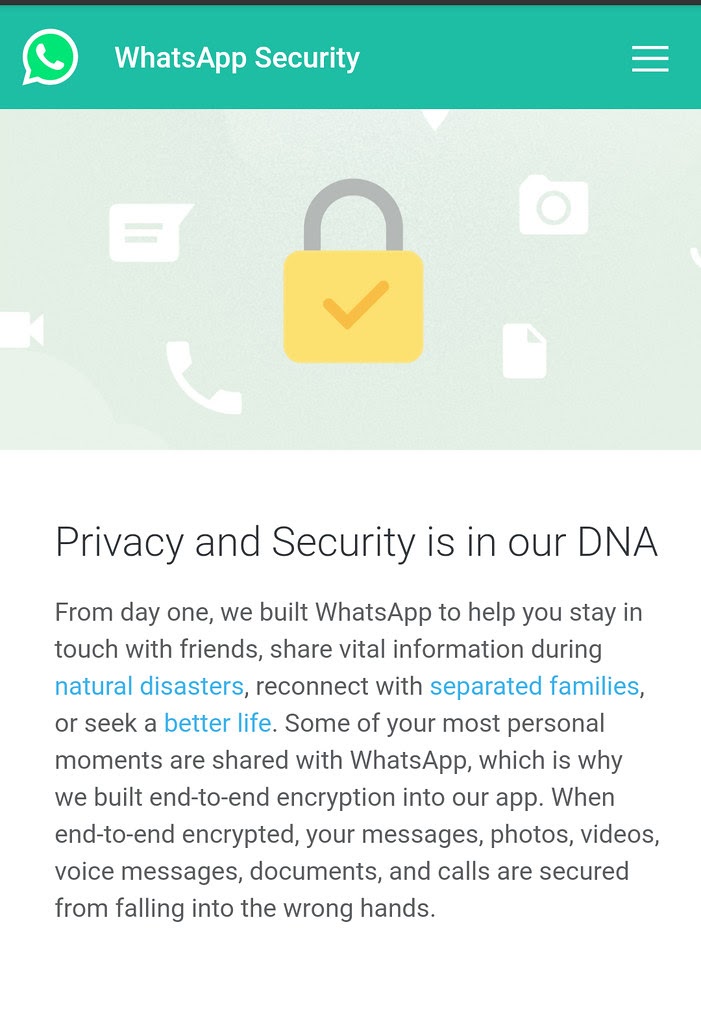 WhatsApp Security
Privacy and Security is in our DNA
From day one, we built WhatsApp to help you stay in
touch with friends, share vital information during
natural disasters, reconnect with separated families,
or seek a better life. Some of your most personal
moments are shared with WhatsApp, which is why
we built end-to-end encryption into our app. When
end-to-end encrypted, your messages, photos, videos,
voice messages, documents, and calls are secured
from falling into the wrong hands.